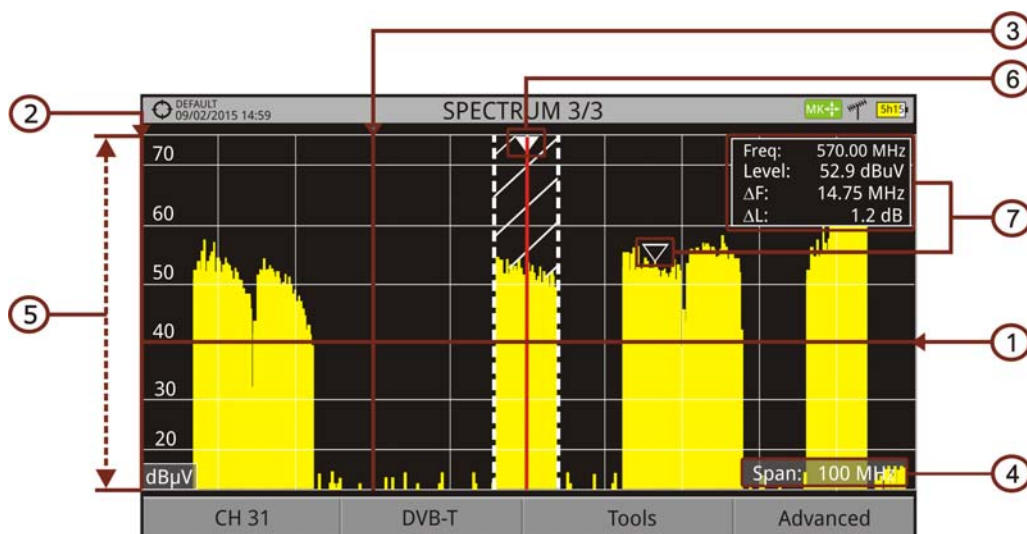 3
6
2
DEFAULT
09/02/2015 14:59
SPECTRUM 3/3
MK
5h15
70
Freq: 570.00 MHz
Level: 52.9 dBuV
ΔF: 14.75 MHz
ΔL: 1.2 dB
7
60
50
5
40
1
30
20
dBµV
Span: 100 MHz
4
CH 31
DVB-T
Tools
Advanced